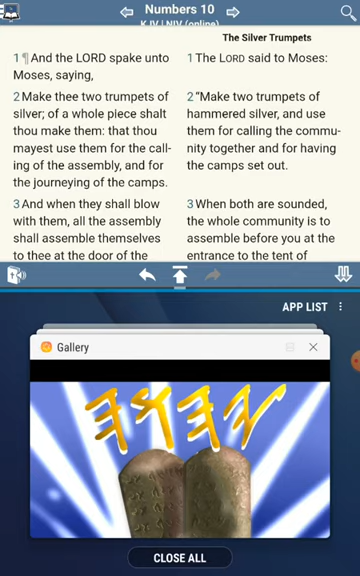 Numbers 10
KJV | NIV (online)
1 ¶ And the LORD spake unto
Moses, saying,
2 Make thee two trumpets of
silver; of a whole piece shalt
thou make them: that thou
mayest use them for the call-
ing of the assembly, and for
the journeying of the camps.
3 And when they shall blow
with them, all the assembly
shall assemble themselves
to thee at the door of the
The Silver Trumpets
1 The LORD said to Moses:
2 “Make two trumpets of
hammered silver, and use
them for calling the commu-
nity together and for having
the camps set out.
3 When both are sounded,
the whole community is to
assemble before you at the
entrance to the tent of
APP LIST
Gallery
𐤉𐤄𐤅𐤄
CLOSE ALL